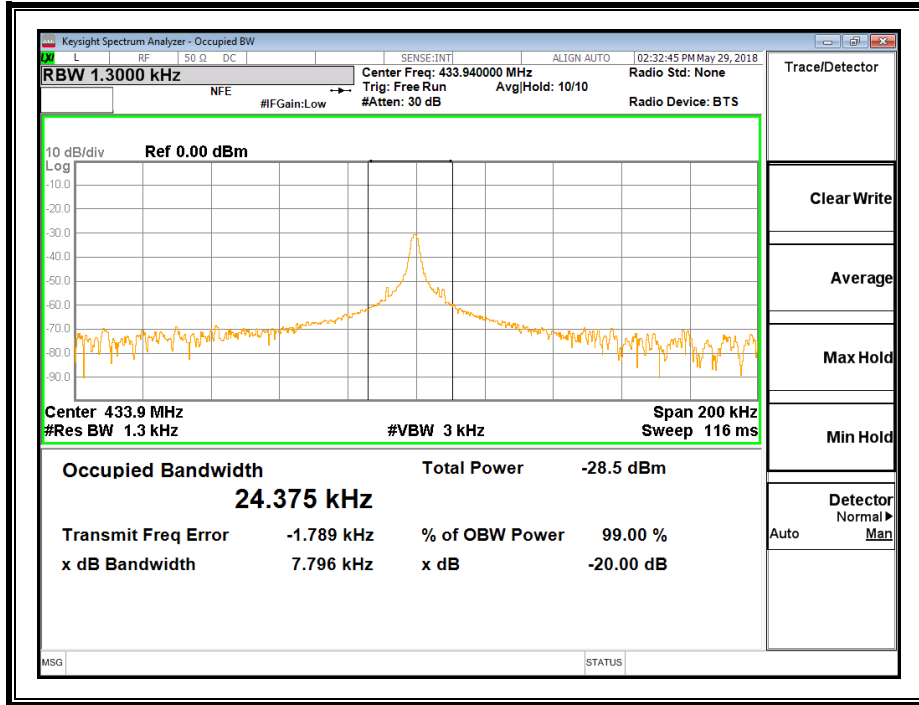 Keysight Spectrum Analyzer - Occupied BW
LXI L RF 50 Ω DC SENSE:INT ALIGN AUTO 02:32:45 PM May 29, 2018
RBW 1.3000 kHz Center Freq: 433.940000 MHz Radio Std: None
NFE Trig: Free Run Avg|Hold: 10/10
#IFGain:Low #Atten: 30 dB Radio Device: BTS
10 dB/div Ref 0.00 dBm
Log
-10.0
-20.0
-30.0
-40.0
-50.0
-60.0
-70.0
-80.0
-90.0
Center 433.9 MHz Span 200 kHz
#Res BW 1.3 kHz #VBW 3 kHz Sweep 116 ms
Occupied Bandwidth Total Power -28.5 dBm
24.375 kHz
Transmit Freq Error -1.789 kHz % of OBW Power 99.00 %
x dB Bandwidth 7.796 kHz x dB -20.00 dB
MSG STATUS
Trace/Detector
Clear Write
Average
Max Hold
Min Hold
Detector
Normal
Auto Man